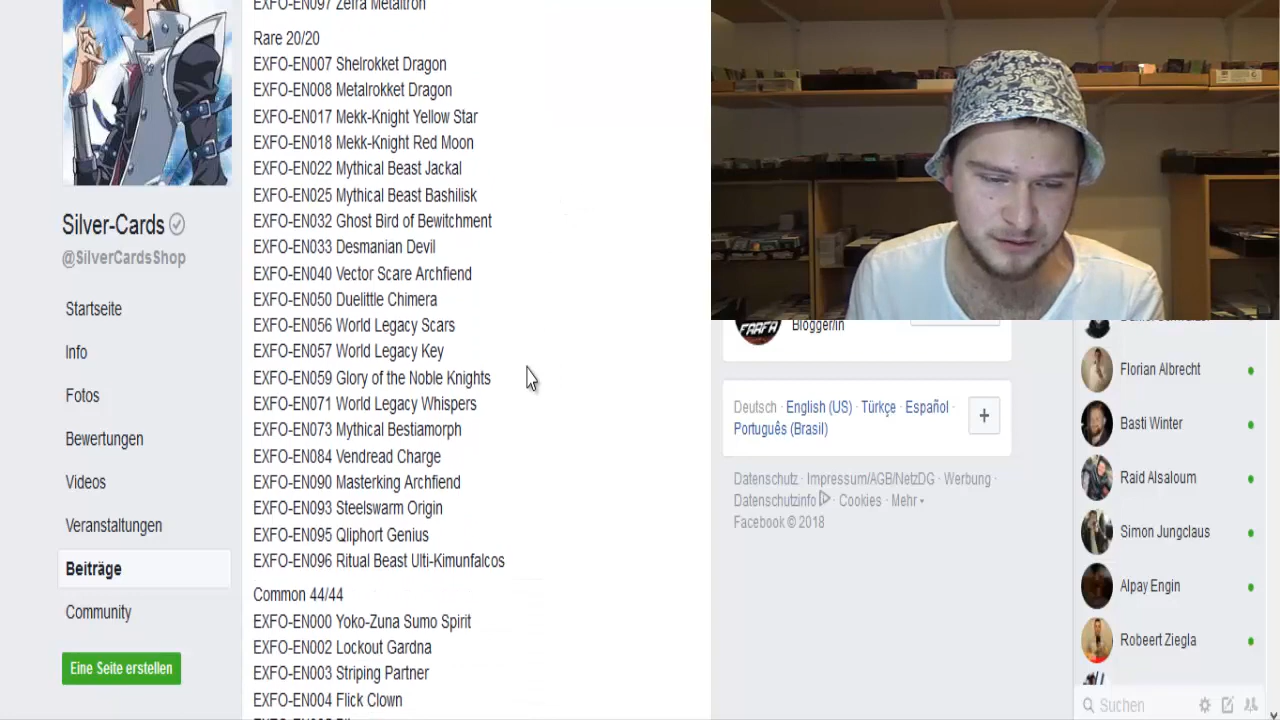 EXFO-EN097 Zefra Metaltron
Rare 20/20
EXFO-EN007 Shelrokket Dragon
EXFO-EN008 Metalrokket Dragon
EXFO-EN017 Mekk-Knight Yellow Star
EXFO-EN018 Mekk-Knight Red Moon
EXFO-EN022 Mythical Beast Jackal
EXFO-EN025 Mythical Beast Bashilisk
EXFO-EN032 Ghost Bird of Bewitchment
EXFO-EN033 Desmanian Devil
EXFO-EN040 Vector Scare Archfiend
EXFO-EN050 Duelittle Chimera
EXFO-EN056 World Legacy Scars
EXFO-EN057 World Legacy Key
EXFO-EN059 Glory of the Noble Knights
EXFO-EN071 World Legacy Whispers
EXFO-EN073 Mythical Bestiamorph
EXFO-EN084 Vendread Charge
EXFO-EN090 Masterking Archfiend
EXFO-EN093 Steelswarm Origin
EXFO-EN095 Qliphort Genius
EXFO-EN096 Ritual Beast Ulti-Kimunfalcos
Common 44/44
EXFO-EN000 Yoko-Zuna Sumo Spirit
EXFO-EN002 Lockout Gardna
EXFO-EN003 Striping Partner
EXFO-EN004 Flick Clown
Silver-Cards
@SilverCardsShop
Startseite
Info
Fotos
Bewertungen
Videos
Veranstaltungen
Beiträge
Community
Eine Seite erstellen
FARFA
Blogger/in
Deutsch · English (US) · Türkçe · Español ·
Português (Brasil)
Datenschutz · Impressum/AGB/NetzDG · Werbung ·
Datenschutzinfo · Cookies · Mehr
Facebook © 2018
Florian Albrecht
Basti Winter
Raid Alsaloum
Simon Jungclaus
Alpay Engin
Robeert Ziegla
Suchen